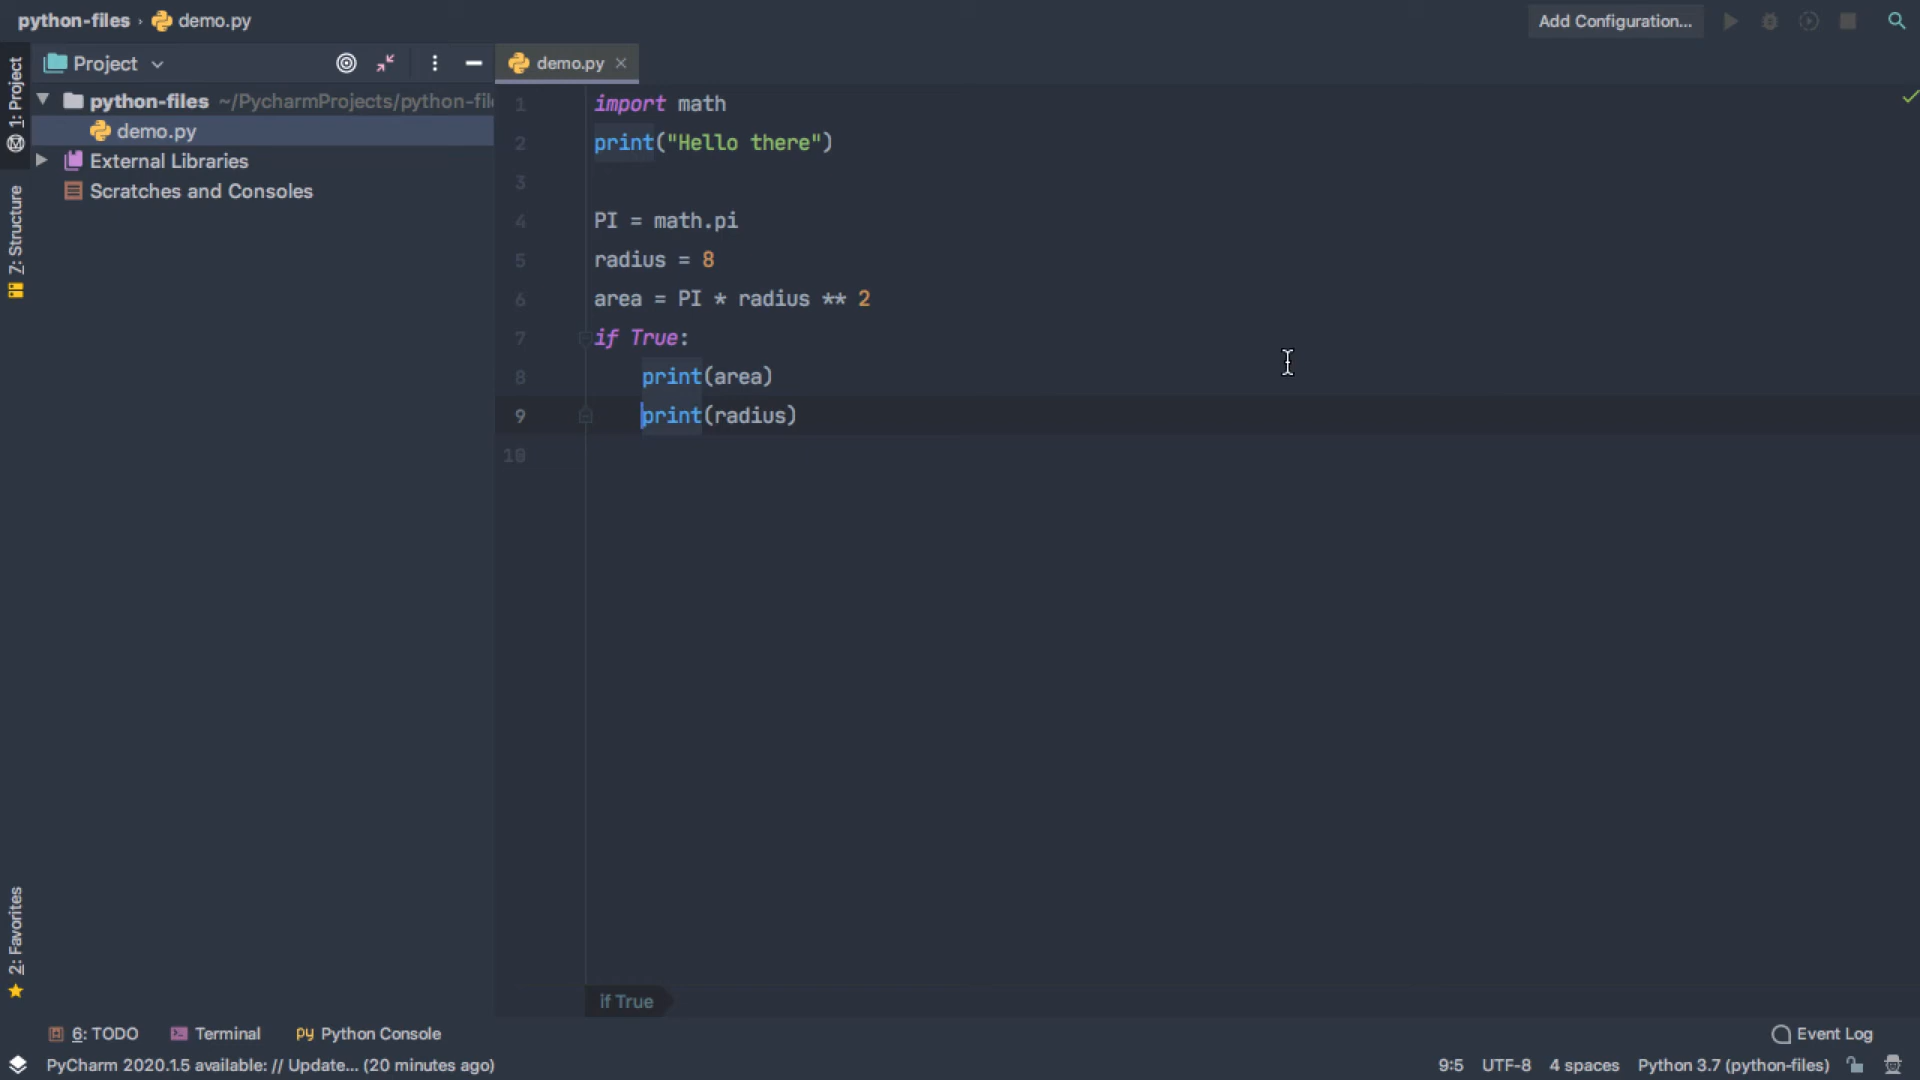 python-files › demo.py
Add Configuration...
1: Project
Project
demo.py
python-files ~/PycharmProjects/python-fil
demo.py
External Libraries
Scratches and Consoles
Z: Structure
2: Favorites
1 import math
2 print("Hello there")
3
4 PI = math.pi
5 radius = 8
6 area = PI * radius ** 2
7 if True:
8     print(area)
9     print(radius)
10
if True
6: TODO
Terminal
Python Console
Event Log
PyCharm 2020.1.5 available: // Update... (20 minutes ago)
9:5 UTF-8 4 spaces Python 3.7 (python-files)